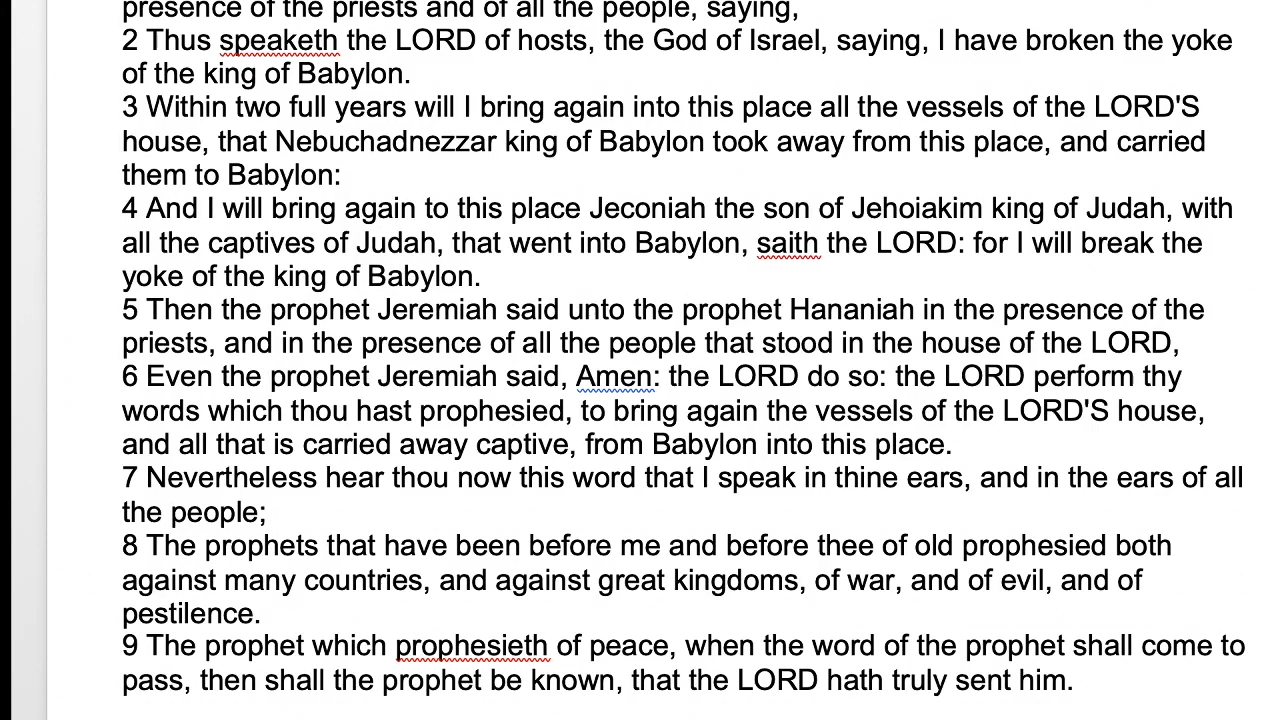 presence of the priests and of all the people, saying,
2 Thus speaketh the LORD of hosts, the God of Israel, saying, I have broken the yoke
of the king of Babylon.
3 Within two full years will I bring again into this place all the vessels of the LORD'S
house, that Nebuchadnezzar king of Babylon took away from this place, and carried
them to Babylon:
4 And I will bring again to this place Jeconiah the son of Jehoiakim king of Judah, with
all the captives of Judah, that went into Babylon, saith the LORD: for I will break the
yoke of the king of Babylon.
5 Then the prophet Jeremiah said unto the prophet Hananiah in the presence of the
priests, and in the presence of all the people that stood in the house of the LORD,
6 Even the prophet Jeremiah said, Amen: the LORD do so: the LORD perform thy
words which thou hast prophesied, to bring again the vessels of the LORD'S house,
and all that is carried away captive, from Babylon into this place.
7 Nevertheless hear thou now this word that I speak in thine ears, and in the ears of all
the people;
8 The prophets that have been before me and before thee of old prophesied both
against many countries, and against great kingdoms, of war, and of evil, and of
pestilence.
9 The prophet which prophesieth of peace, when the word of the prophet shall come to
pass, then shall the prophet be known, that the LORD hath truly sent him.